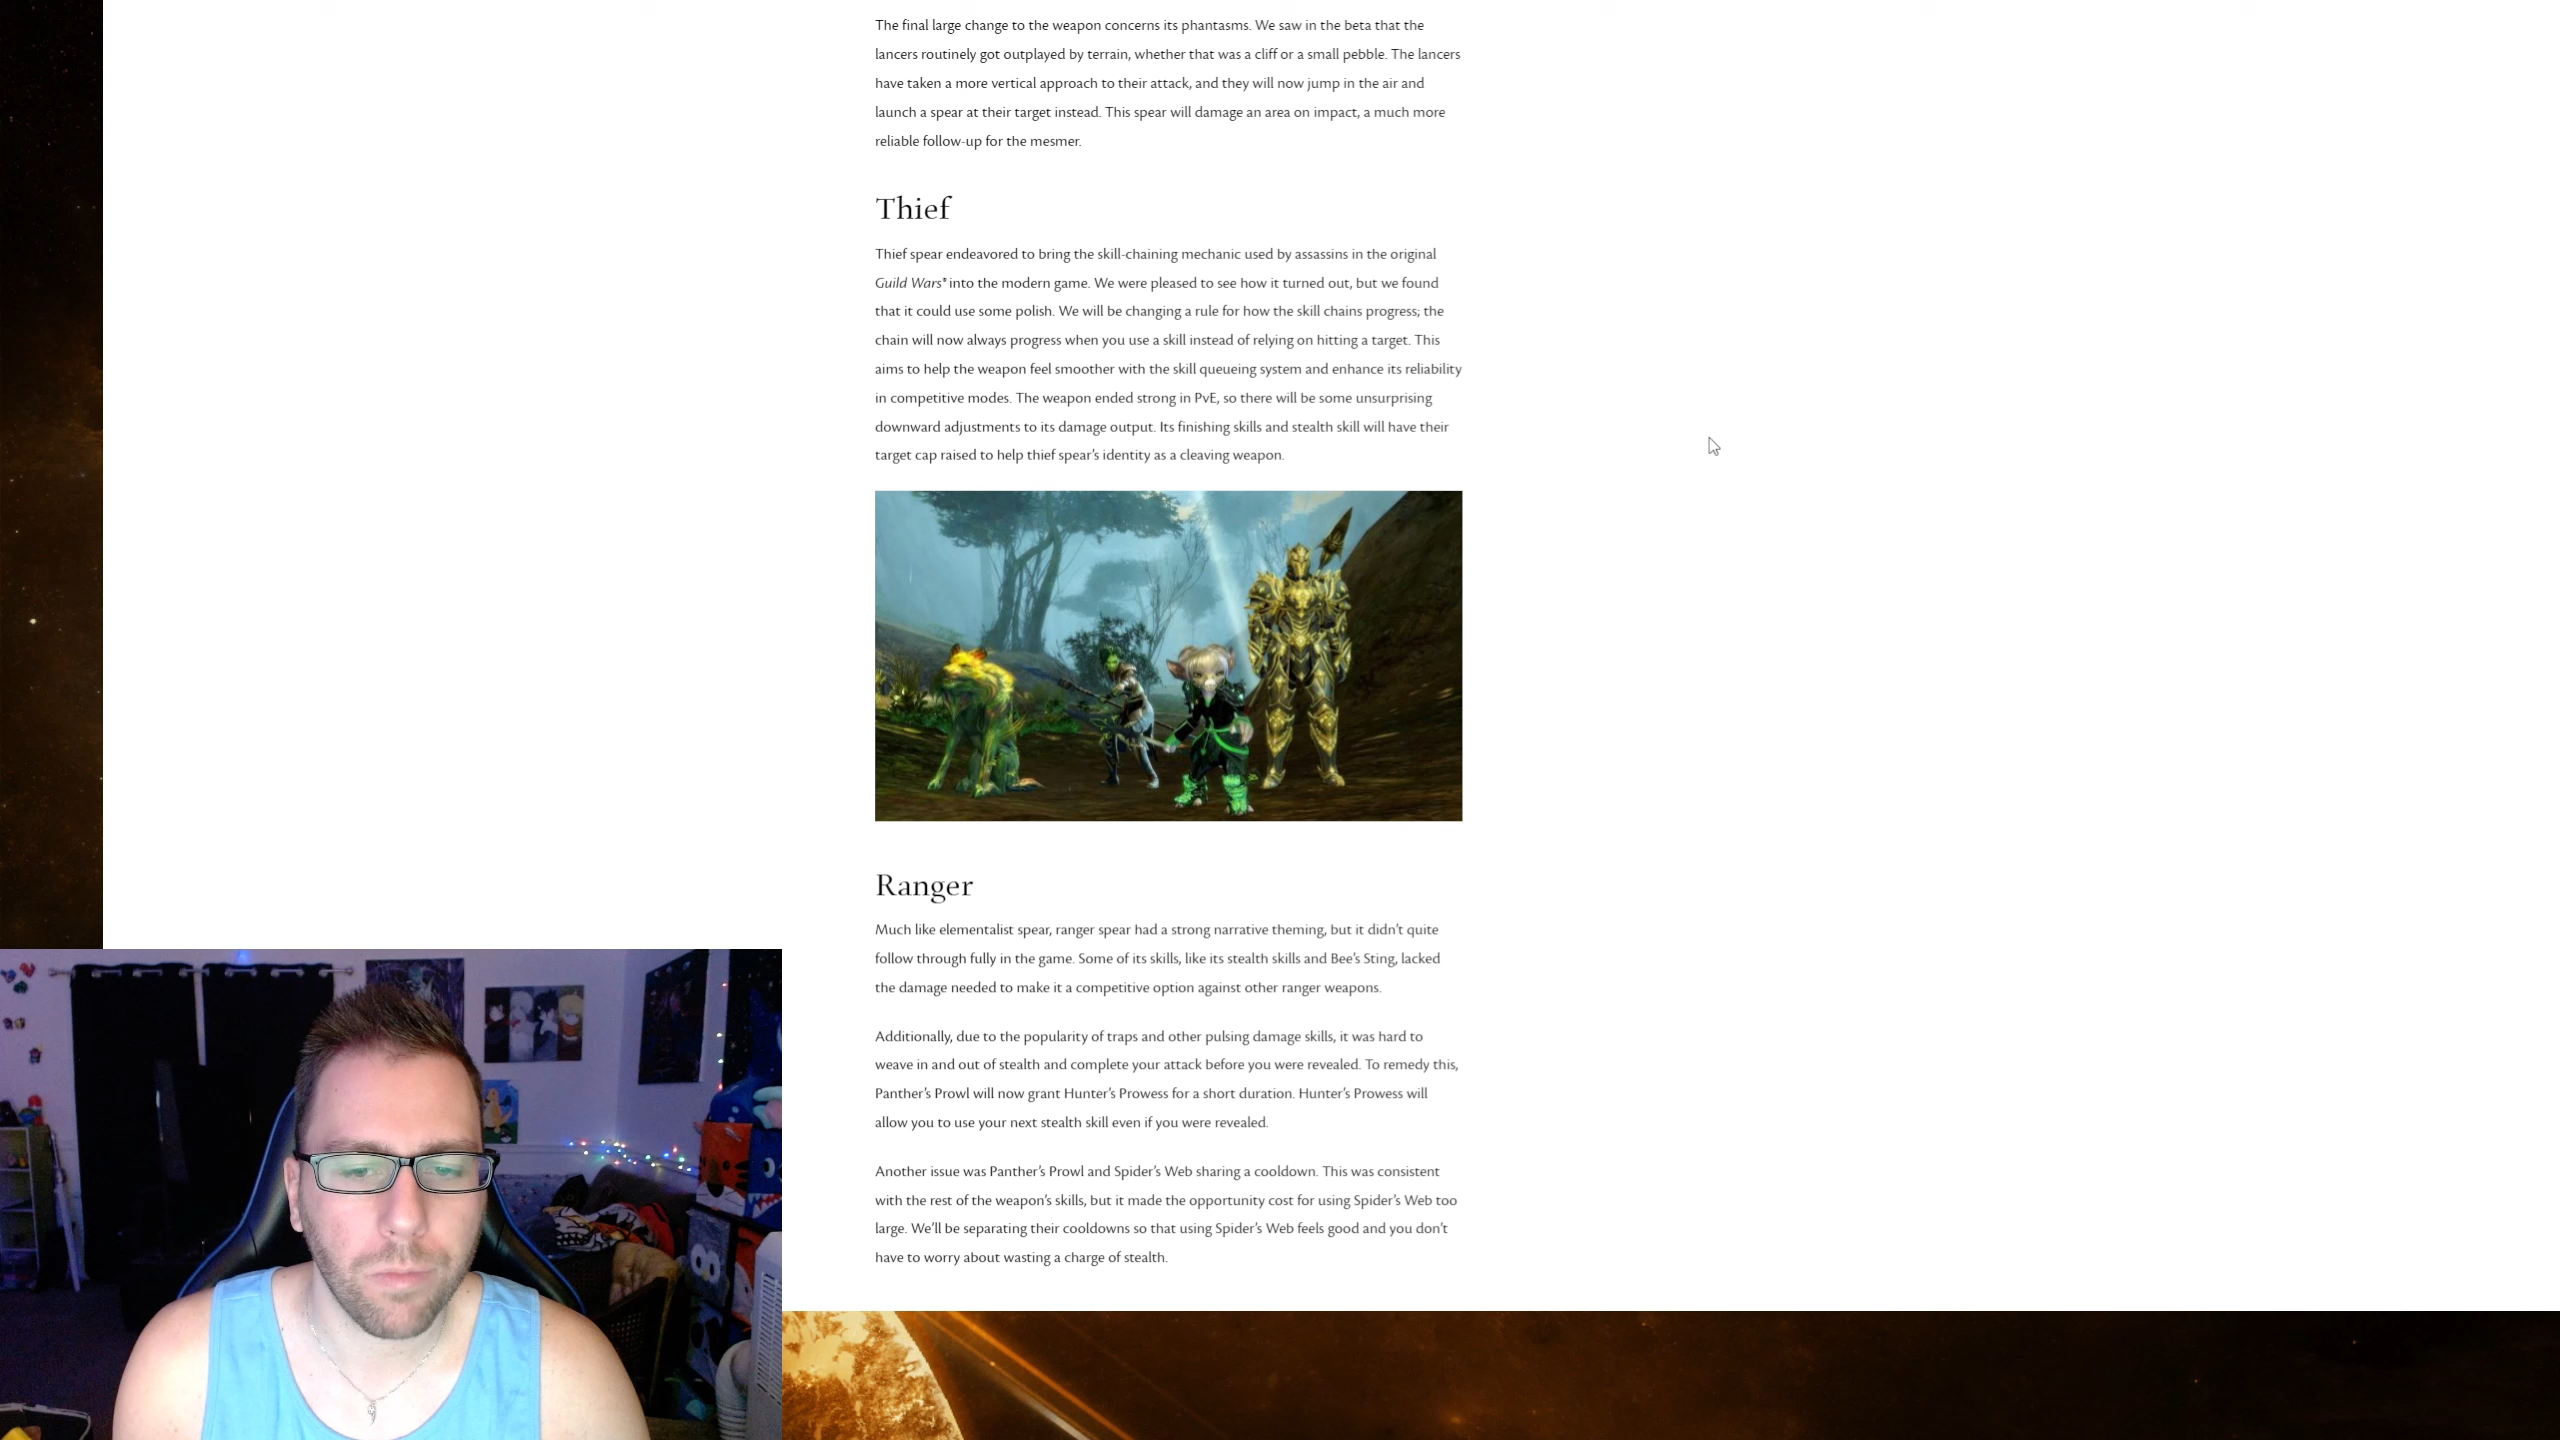 The final large change to the weapon concerns its phantasms. We saw in the beta that the
lancers routinely got outplayed by terrain, whether that was a cliff or a small pebble. The lancers
have taken a more vertical approach to their attack, and they will now jump in the air and
launch a spear at their target instead. This spear will damage an area on impact, a much more
reliable follow-up for the mesmer.
Thief
Thief spear endeavored to bring the skill-chaining mechanic used by assassins in the original
Guild Wars® into the modern game. We were pleased to see how it turned out, but we found
that it could use some polish. We will be changing a rule for how the skill chains progress; the
chain will now always progress when you use a skill instead of relying on hitting a target. This
aims to help the weapon feel smoother with the skill queueing system and enhance its reliability
in competitive modes. The weapon ended strong in PvE, so there will be some unsurprising
downward adjustments to its damage output. Its finishing skills and stealth skill will have their
target cap raised to help thief spear’s identity as a cleaving weapon.
Ranger
Much like elementalist spear, ranger spear had a strong narrative theming, but it didn’t quite
follow through fully in the game. Some of its skills, like its stealth skills and Bee’s Sting, lacked
the damage needed to make it a competitive option against other ranger weapons.
Additionally, due to the popularity of traps and other pulsing damage skills, it was hard to
weave in and out of stealth and complete your attack before you were revealed. To remedy this,
Panther’s Prowl will now grant Hunter’s Prowess for a short duration. Hunter’s Prowess will
allow you to use your next stealth skill even if you were revealed.
Another issue was Panther’s Prowl and Spider’s Web sharing a cooldown. This was consistent
with the rest of the weapon’s skills, but it made the opportunity cost for using Spider’s Web too
large. We’ll be separating their cooldowns so that using Spider’s Web feels good and you don’t
have to worry about wasting a charge of stealth.